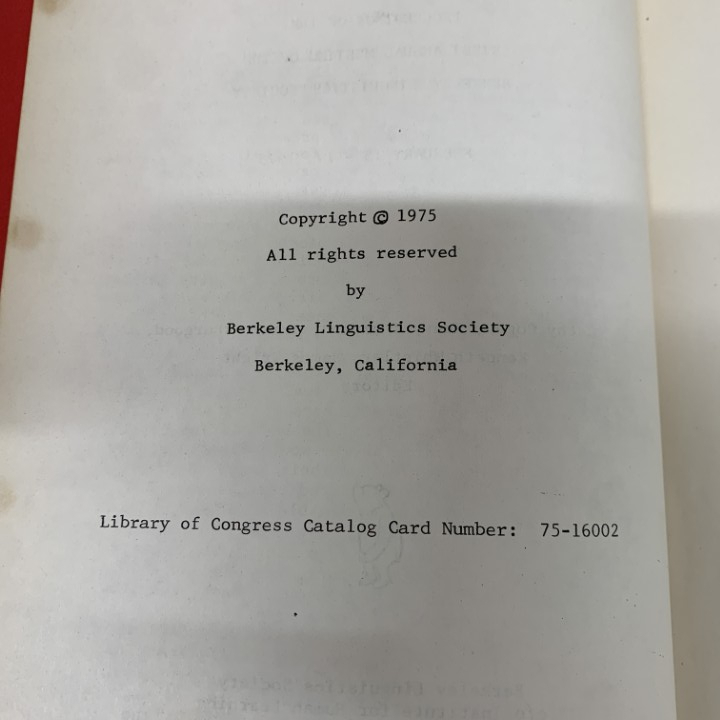 Copyright © 1975
All rights reserved
by
Berkeley Linguistics Society
Berkeley, California
Library of Congress Catalog Card Number: 75-16002